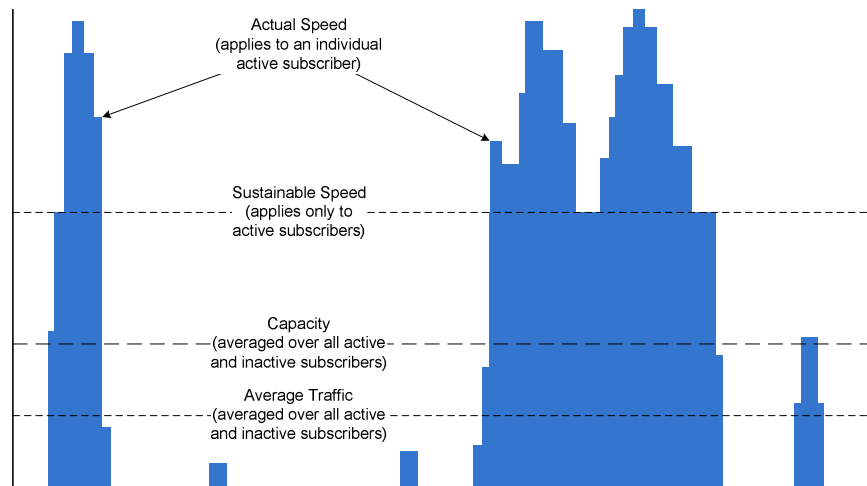 Actual Speed
(applies to an individual
active subscriber)
Sustainable Speed
(applies only to
active subscribers)
Capacity
(averaged over all active
and inactive subscribers)
Average Traffic
(averaged over all active
and inactive subscribers)